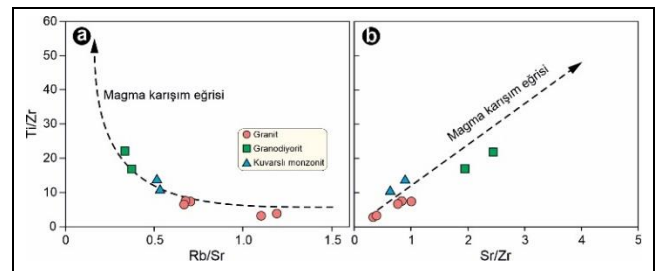 a
b
Ti/Zr
60
50
40
30
20
10
0
Magma karışım eğrisi
Granit
Granodiyorit
Kuvarslı monzonit
0 0.5 1.0 1.5
Rb/Sr
Magma karışım eğrisi
0 1 2 3 4 5
Sr/Zr